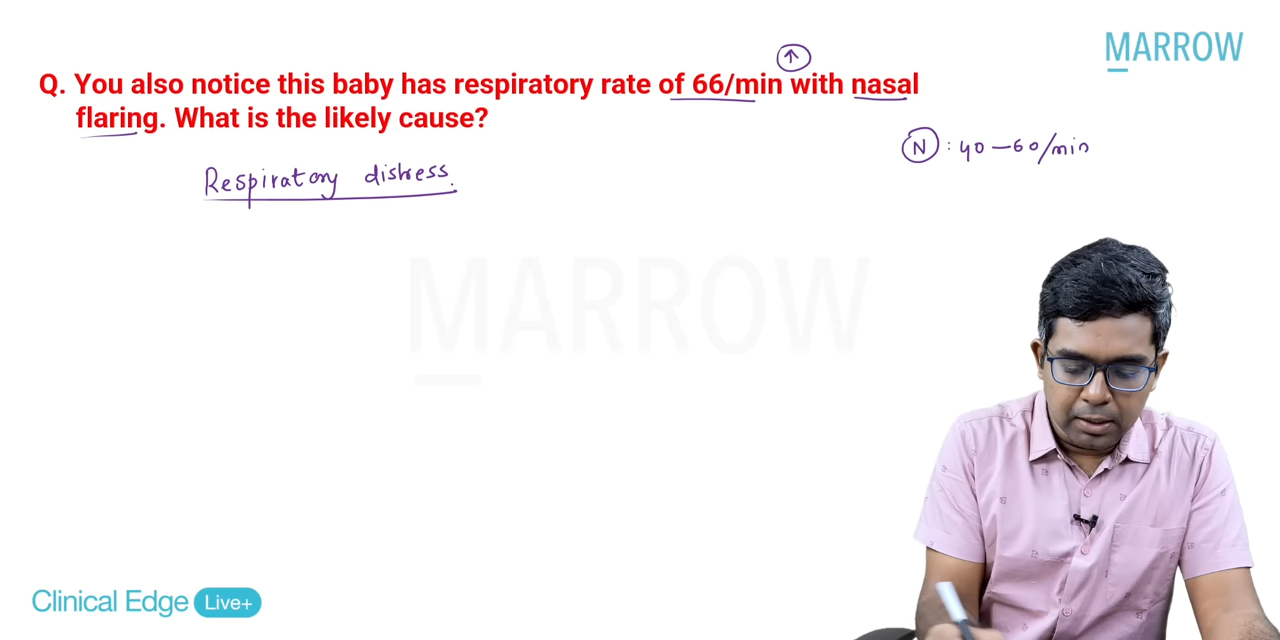 MARROW
↑
Q. You also notice this baby has respiratory rate of 66/min with nasal
flaring. What is the likely cause?
N : 40-60/min
Respiratory distress.
MARROW
Clinical Edge Live+